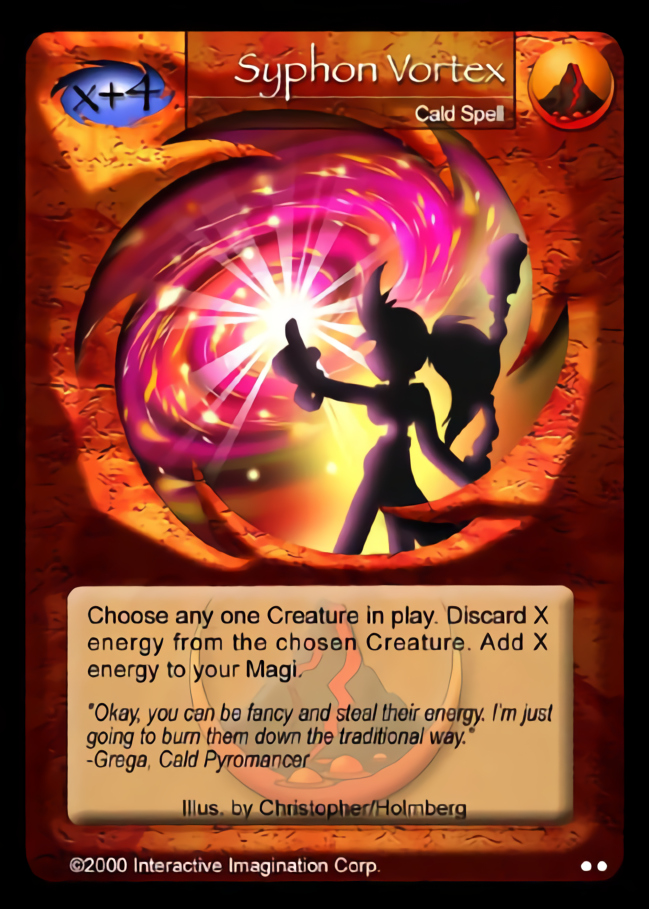 x+4
Syphon Vortex
Cald Spell
Choose any one Creature in play. Discard X
energy from the chosen Creature. Add X
energy to your Magi.
"Okay, you can be fancy and steal their energy. I'm just
going to burn them down the traditional way."
-Grega, Cald Pyromancer
Illus. by Christopher/Holmberg
©2000 Interactive Imagination Corp.